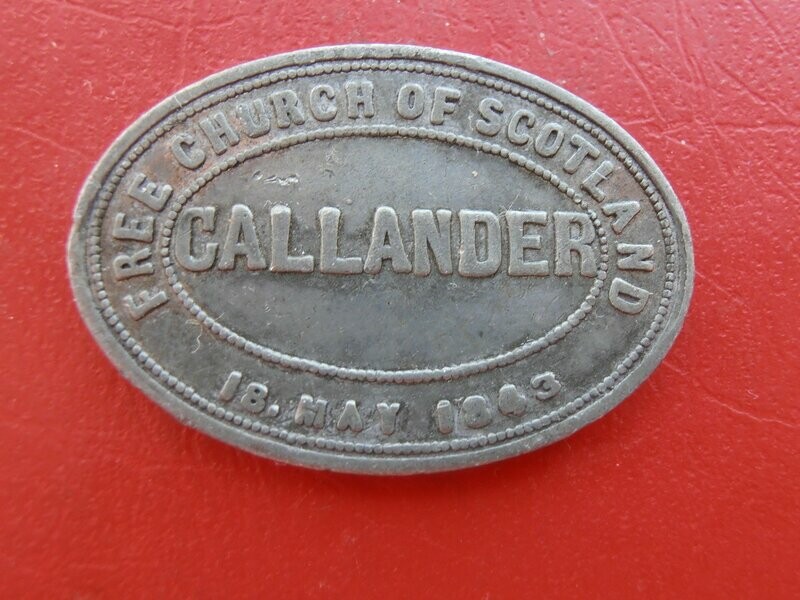 FREE CHURCH OF SCOTLAND
CALLANDER
18. MAY 1843